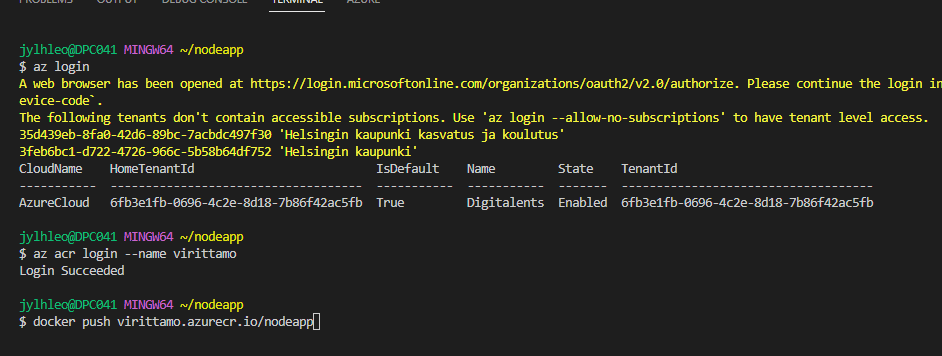 PROBLEMS OUTPUT DEBUG CONSOLE TERMINAL AZURE
jylhleo@DPC041 MINGW64 ~/nodeapp
$ az login
A web browser has been opened at https://login.microsoftonline.com/organizations/oauth2/v2.0/authorize. Please continue the login in
evice-code`.
The following tenants don't contain accessible subscriptions. Use 'az login --allow-no-subscriptions' to have tenant level access.
35d439eb-8fa0-42d6-89bc-7acbdc497f30 'Helsingin kaupunki kasvatus ja koulutus'
3feb6bc1-d722-4726-966c-5b58b64df752 'Helsingin kaupunki'
CloudName HomeTenantId IsDefault Name State TenantId
----------- ------------------------------------ ----------- ----------- ------- ------------------------------------
AzureCloud 6fb3e1fb-0696-4c2e-8d18-7b86f42ac5fb True Digitalents Enabled 6fb3e1fb-0696-4c2e-8d18-7b86f42ac5fb
jylhleo@DPC041 MINGW64 ~/nodeapp
$ az acr login --name virittamo
Login Succeeded
jylhleo@DPC041 MINGW64 ~/nodeapp
$ docker push virittamo.azurecr.io/nodeapp